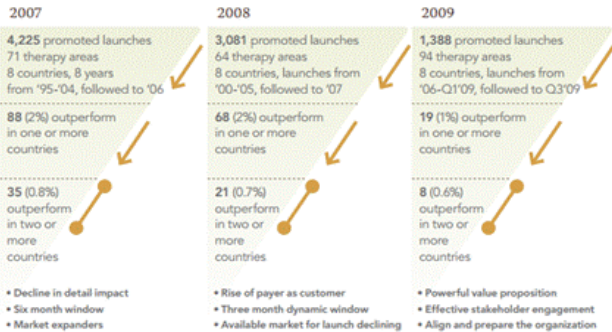 2007
4,225 promoted launches
71 therapy areas
8 countries, 8 years
from '95-'04, followed to '06
88 (2%) outperform
in one or more
countries
35 (0.8%)
outperform
in two or
more
countries
• Decline in detail impact
• Six month window
• Market expanders
2008
3,081 promoted launches
64 therapy areas
8 countries, launches from
'00-'05, followed to '07
68 (2%) outperform
in one or more
countries
21 (0.7%)
outperform
in two or
more
countries
• Rise of payer as customer
• Three month dynamic window
• Available market for launch declining
2009
1,388 promoted launches
94 therapy areas
8 countries, launches from
'06-Q1'09, followed to Q3'09
19 (1%) outperform
in one or more
countries
8 (0.6%)
outperform
in two or
more
countries
• Powerful value proposition
• Effective stakeholder engagement
• Align and prepare the organization